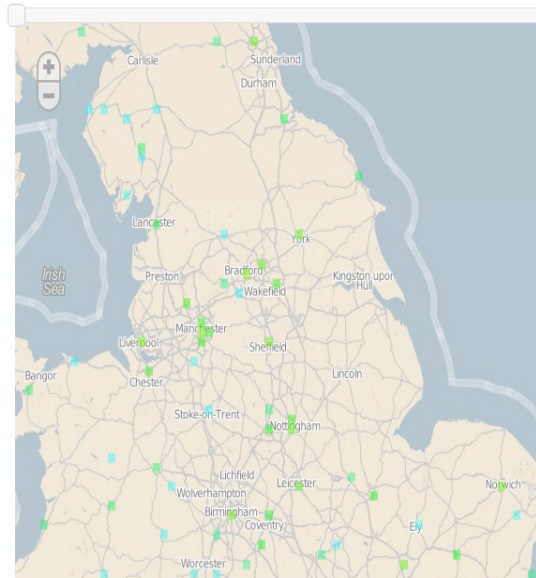 Carlisle
Sunderland
Durham
Lancaster
York
Irish
Sea
Preston
Bradford
Kingston upon
Hull
Wakefield
Liverpool
Manchester
Sheffield
Bangor
Chester
Lincoln
Stoke-on-Trent
Nottingham
Lichfield
Leicester
Norwich
Wolverhampton
Birmingham
Coventry
Ely
Worcester